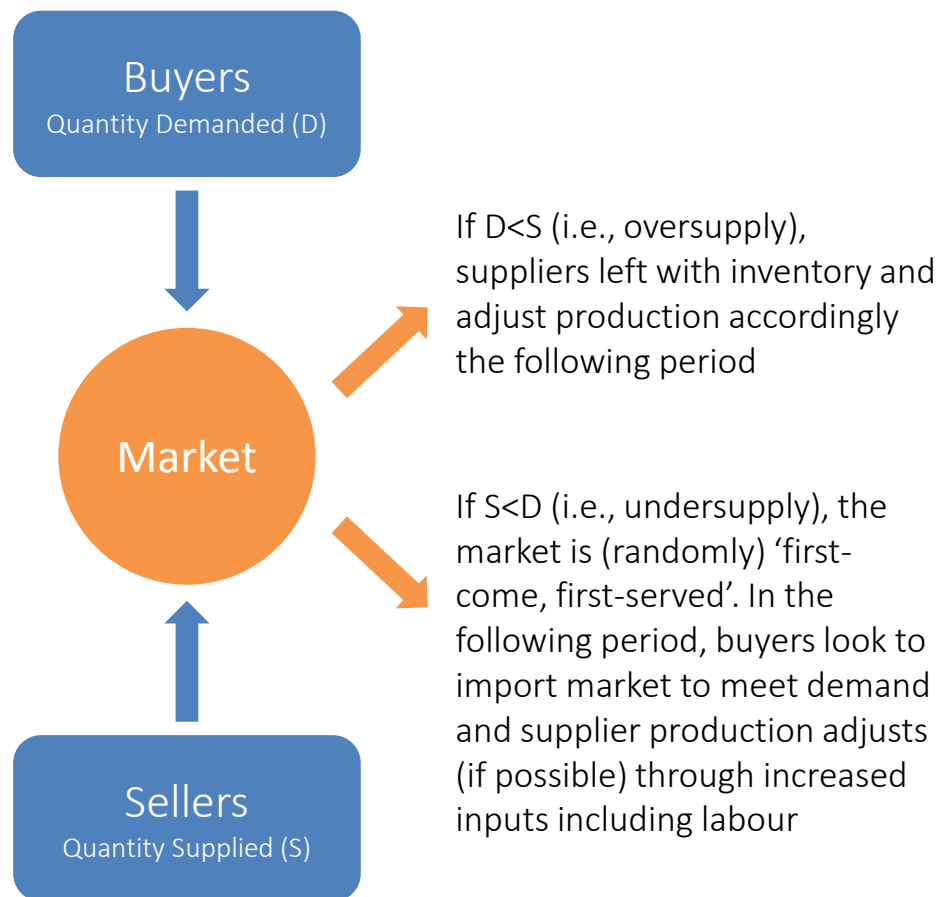 Buyers
Quantity Demanded (D)
If D<S (i.e., oversupply),
suppliers left with inventory and
adjust production accordingly
the following period
Market
If S<D (i.e., undersupply), the
market is (randomly) ‘first-
come, first-served’. In the
following period, buyers look to
import market to meet demand
and supplier production adjusts
(if possible) through increased
inputs including labour
Sellers
Quantity Supplied (S)